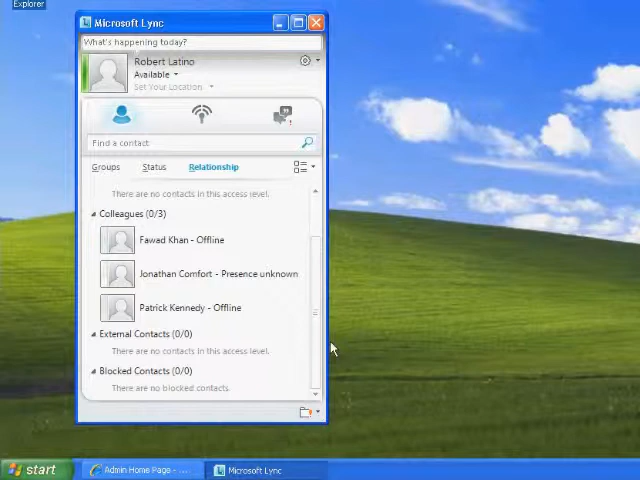 Explorer
Microsoft Lync
What's happening today?
Robert Latino
Available
Set Your Location
Find a contact
Groups Status Relationship
There are no contacts in this access level.
Colleagues (0/3)
Fawad Khan - Offline
Jonathan Comfort - Presence unknown
Patrick Kennedy - Offline
External Contacts (0/0)
There are no contacts in this access level.
Blocked Contacts (0/0)
There are no blocked contacts.
start Admin Home Page - ... Microsoft Lync